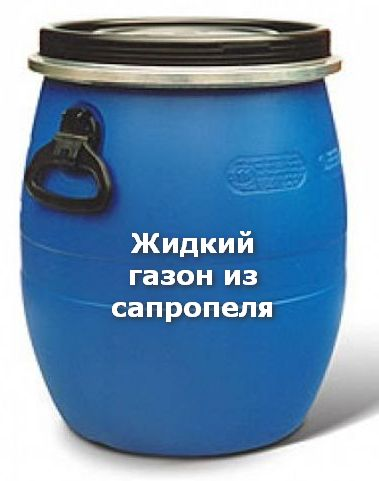 Жидкий
газон из
сапропеля